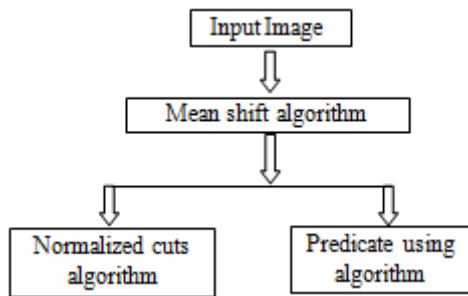 Input Image
Mean shift algorithm
Normalized cuts
algorithm
Predicate using
algorithm